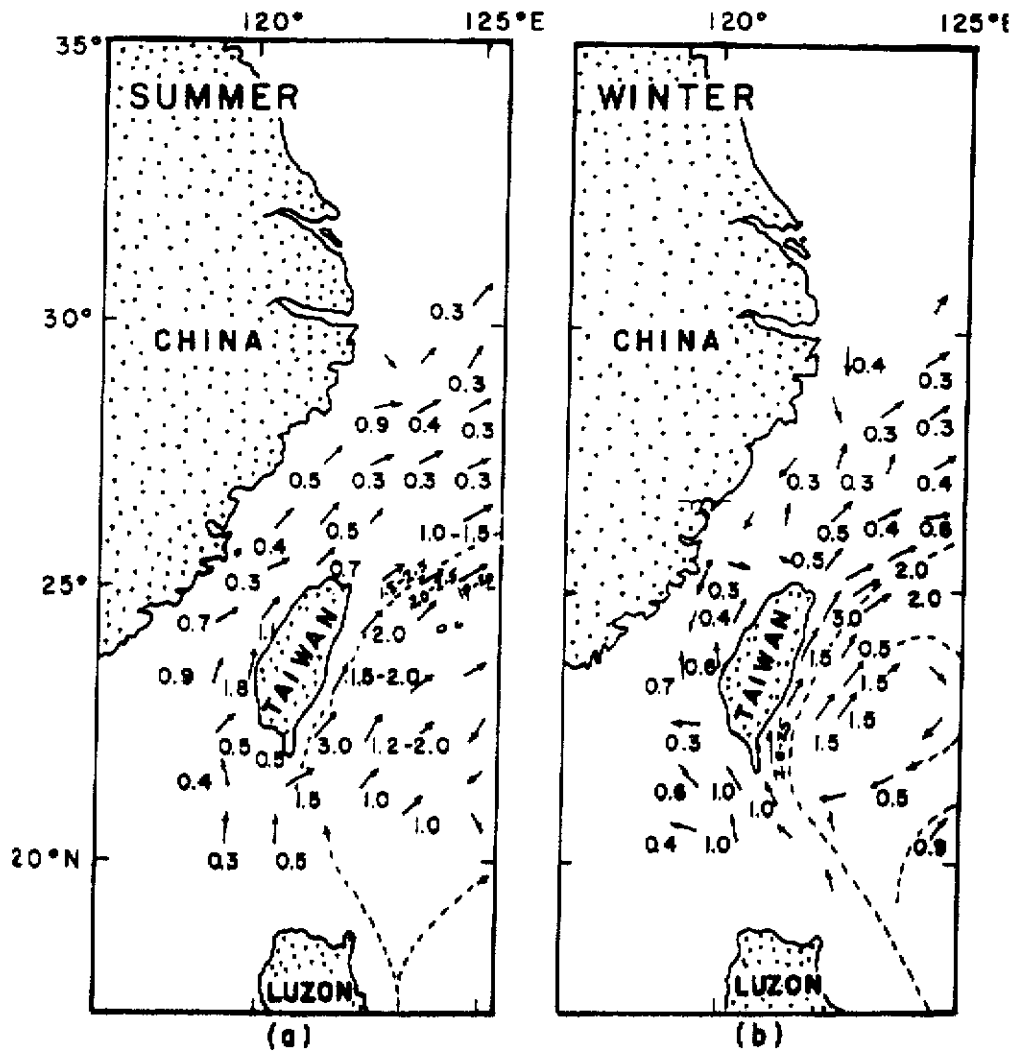 120° 125°E
35°
SUMMER
30°
CHINA
0.3
0.3
0.9 0.4 0.3
0.5 0.3 0.3 0.3
0.4 0.5 1.0-1.5
25°
0.3 0.7
0.7 1.1 2.0
TAIWAN
0.9 1.8 1.5-2.0
0.5 0.5 3.0 1.2-2.0
0.4 1.5 1.0 1.0
20°N
0.3 0.5
LUZON
(a)
120° 125°E
WINTER
CHINA
0.4
0.3
0.3 0.3
0.3 0.3 0.4
0.5 0.4 0.6
0.5 2.0
0.3 2.0
0.4 3.0
TAIWAN
0.6 1.5 0.5
0.7 1.5
0.3 1.5 1.5
0.6 1.0 1.0 0.5
0.4 1.0
LUZON
(b)